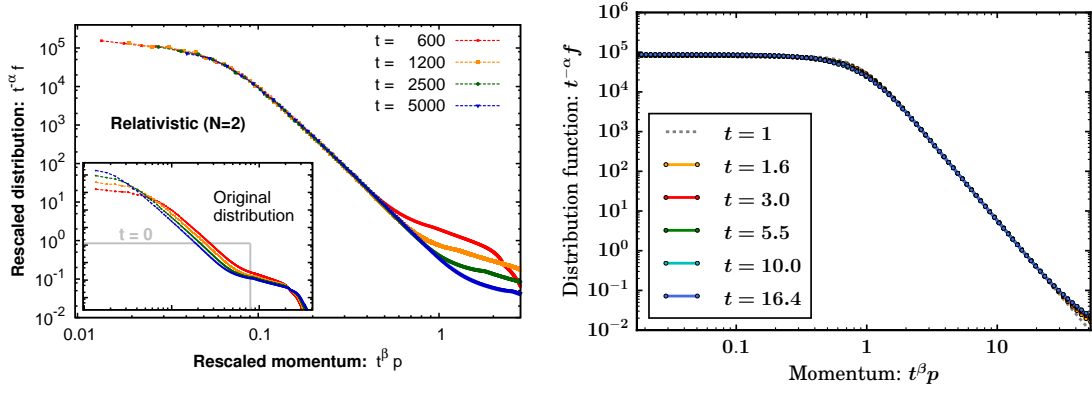 t = 600
t = 1200
t = 2500
t = 5000
Relativistic (N=2)
Original
distribution
t = 0
Rescaled distribution: t^-α f
10^5
10^4
10^3
10^2
10^1
10^0
10^-1
10^-2
0.01
0.1
1
Rescaled momentum: t^β p
Distribution function: t^−α f
10^6
10^5
10^4
10^3
10^2
10^1
10^0
10^−1
10^−2
t = 1
t = 1.6
t = 3.0
t = 5.5
t = 10.0
t = 16.4
0.1
1
10
Momentum: t^β p